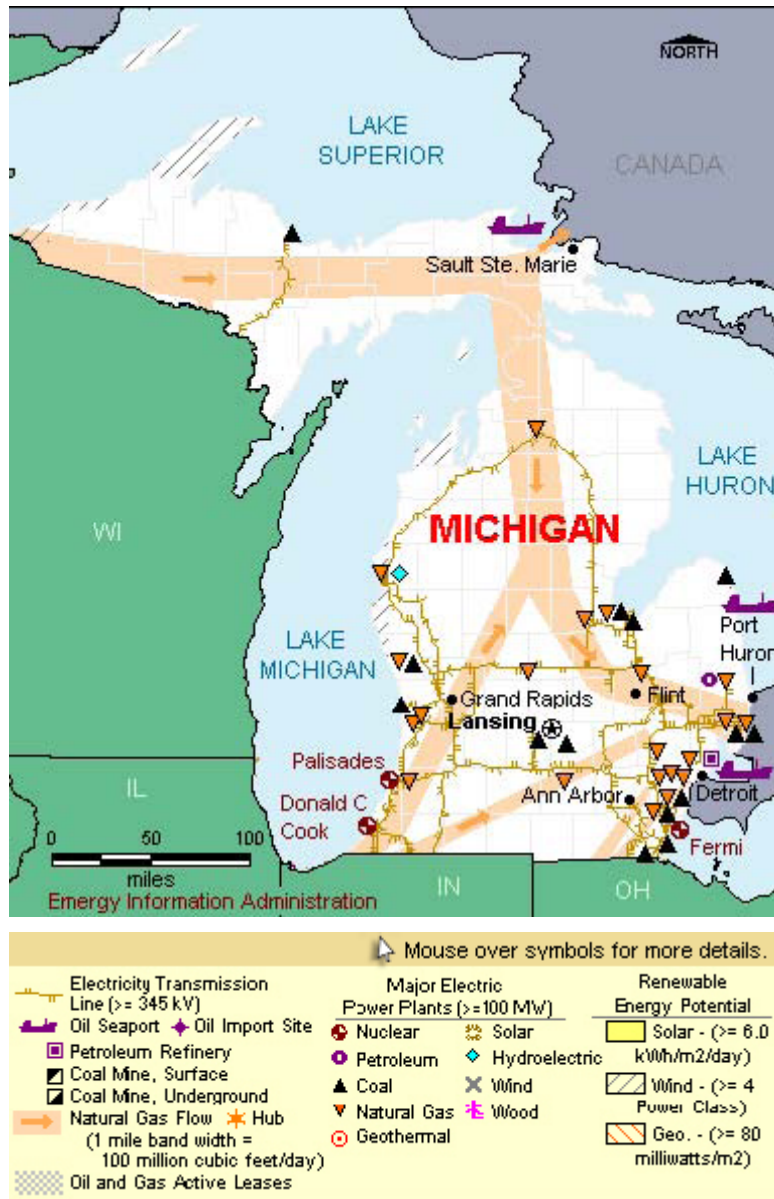 NORTH
LAKE
SUPERIOR
CANADA
Sault Ste. Marie
LAKE
HURON
WI
MICHIGAN
LAKE
MICHIGAN
Port
Huron
Grand Rapids
Flint
Lansing
Palisades
IL
Donald C
Cook
Ann Arbor
Detroit
Fermi
0 50 100
miles
IN
OH
Emergy Information Administration
Mouse over symbols for more details.
Electricity Transmission
Line (>= 345 kV)
Oil Seaport Oil Import Site
Petroleum Refinery
Coal Mine, Surface
Coal Mine, Underground
Natural Gas Flow Hub
(1 mile band width =
100 million cubic feet/day)
Oil and Gas Active Leases
Major Electric
Power Plants (>=100 MW)
Nuclear Solar
Petroleum Hydroelectric
Coal Wind
Natural Gas Wood
Geothermal
Renewable
Energy Potential
Solar - (>= 6.0
kWh/m2/day)
Wind - (>= 4
Power Class)
Geo. - (>= 80
milliwatts/m2)